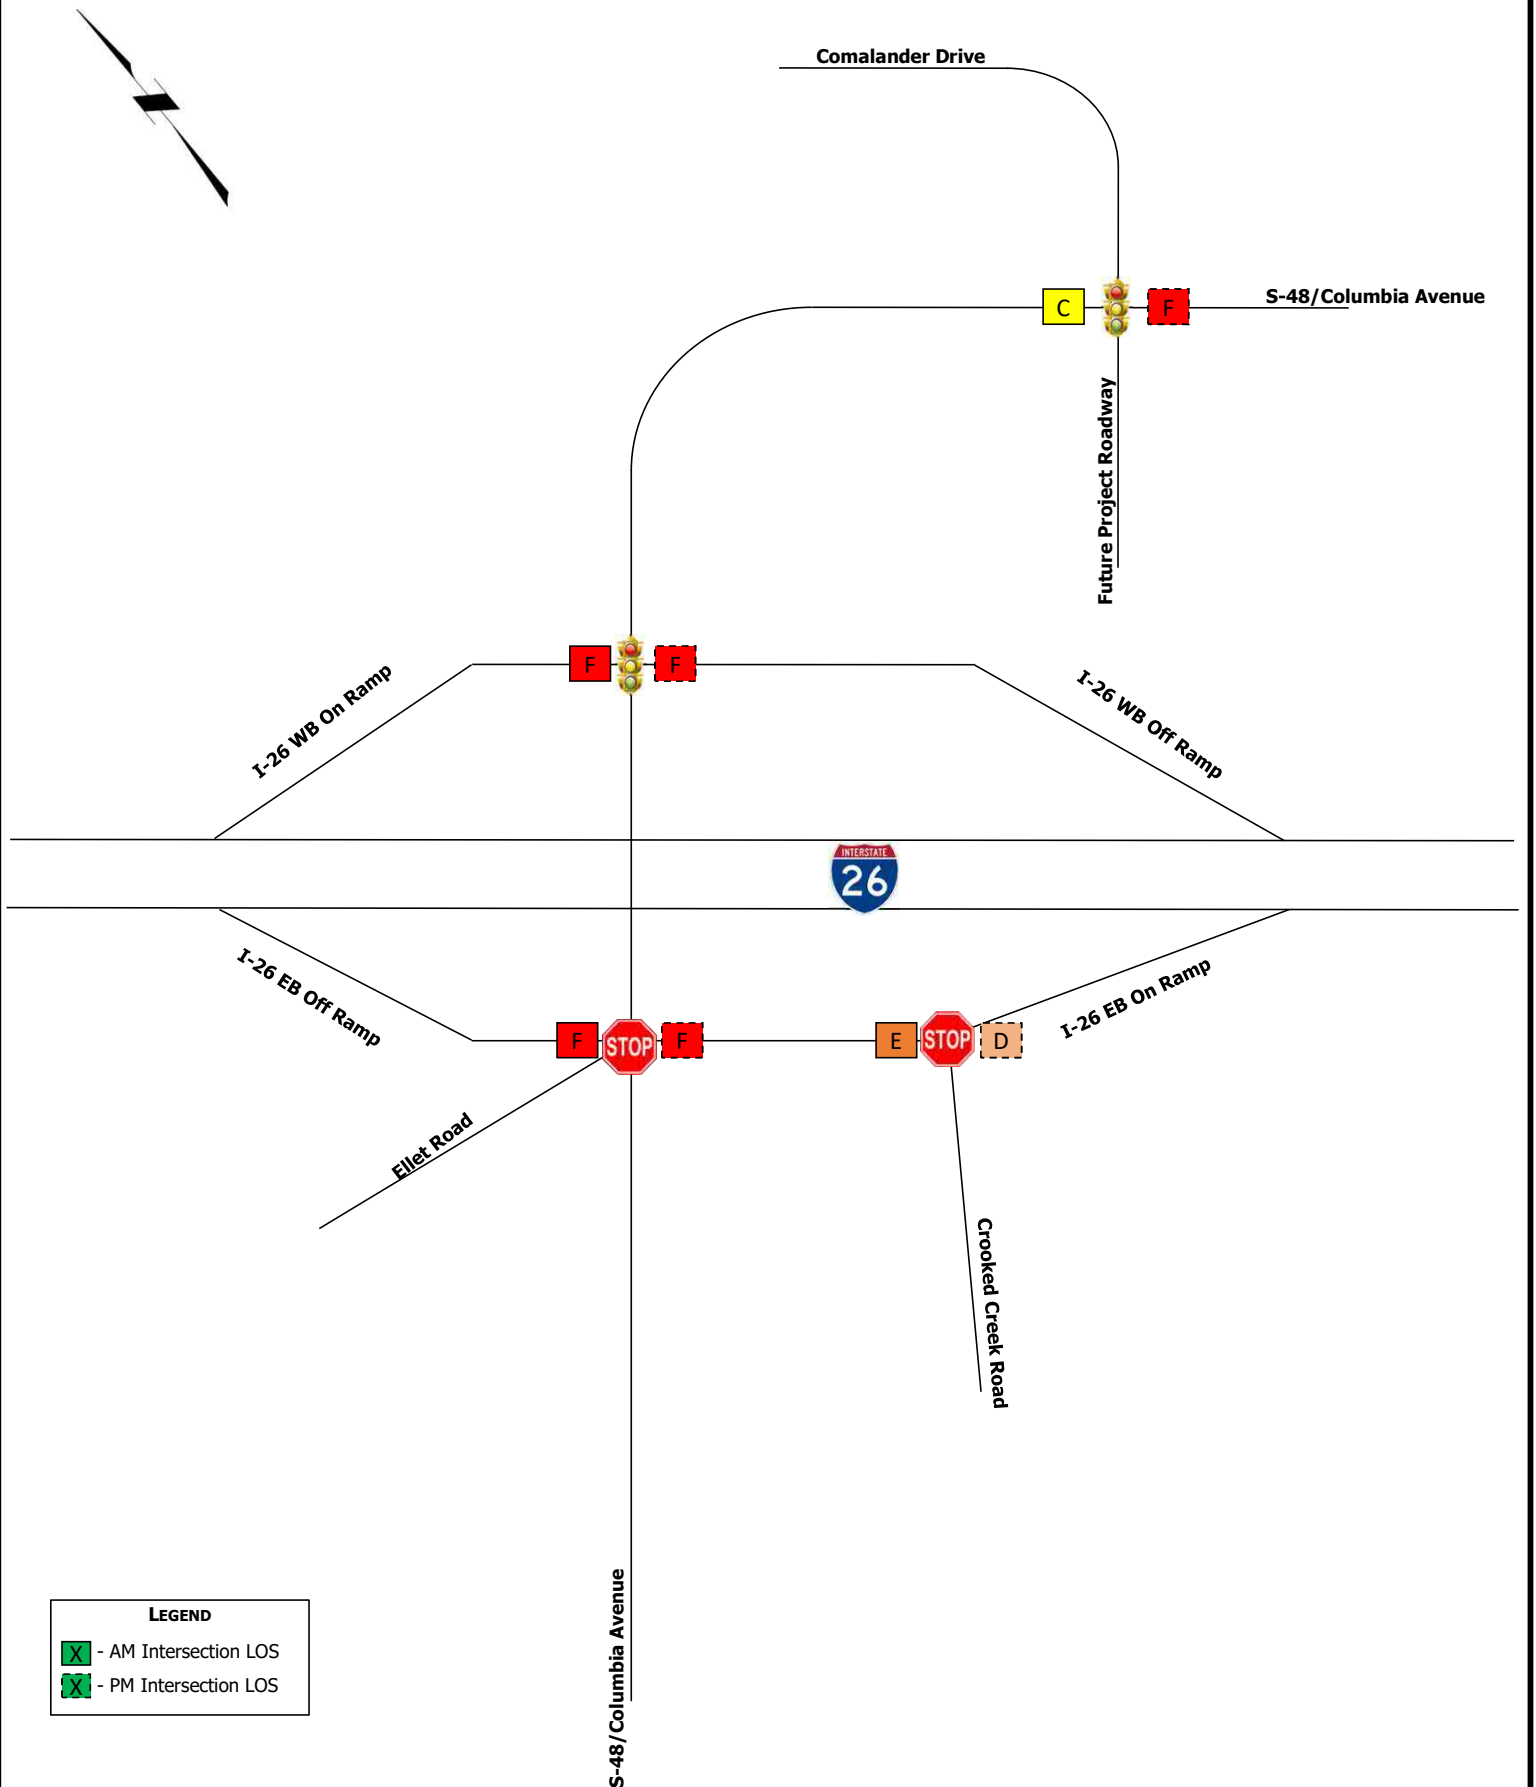 Comalander Drive
C
F
S-48/Columbia Avenue
Future Project Roadway
F
F
I-26 WB On Ramp
I-26 WB Off Ramp
INTERSTATE
26
I-26 EB Off Ramp
F
STOP
F
E
STOP
D
I-26 EB On Ramp
Ellet Road
Crooked Creek Road
S-48/Columbia Avenue
LEGEND
X - AM Intersection LOS
X - PM Intersection LOS